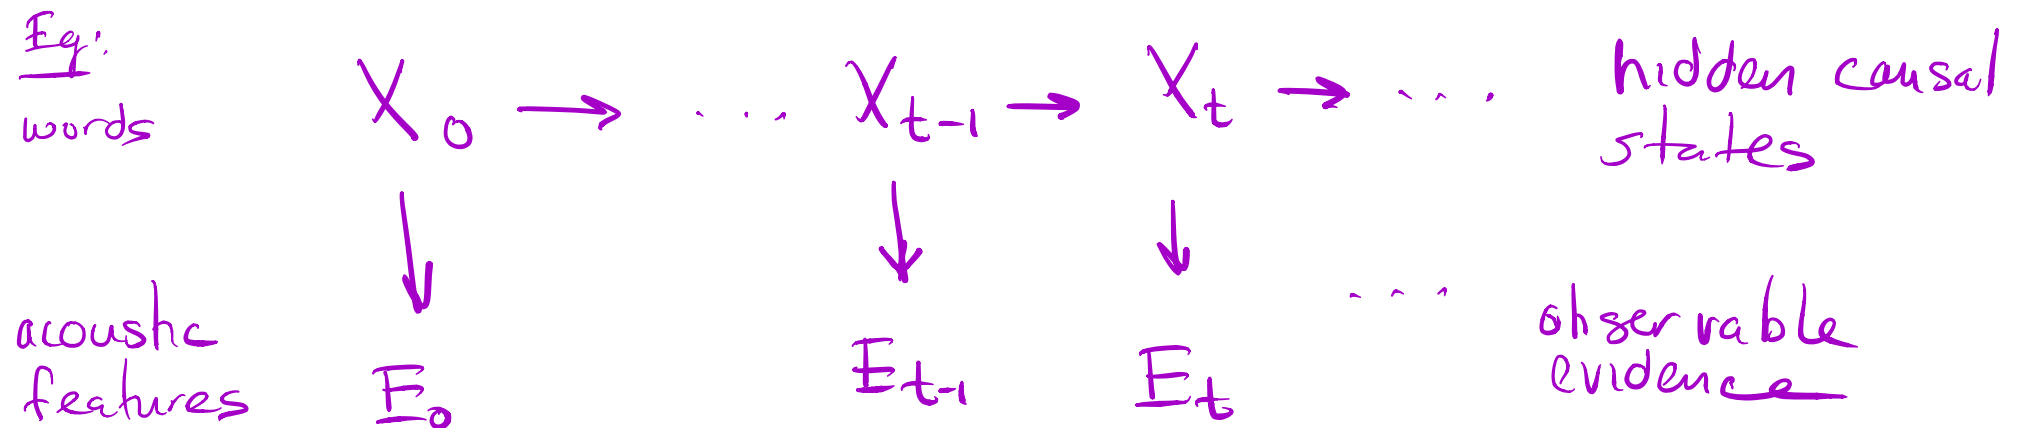 Eg:
words
X₀ → ... Xₜ₋₁ → Xₜ → ...
hidden causal
states
↓ ↓ ↓
...
acoustic
features
E₀ Eₜ₋₁ Eₜ
observable
evidence